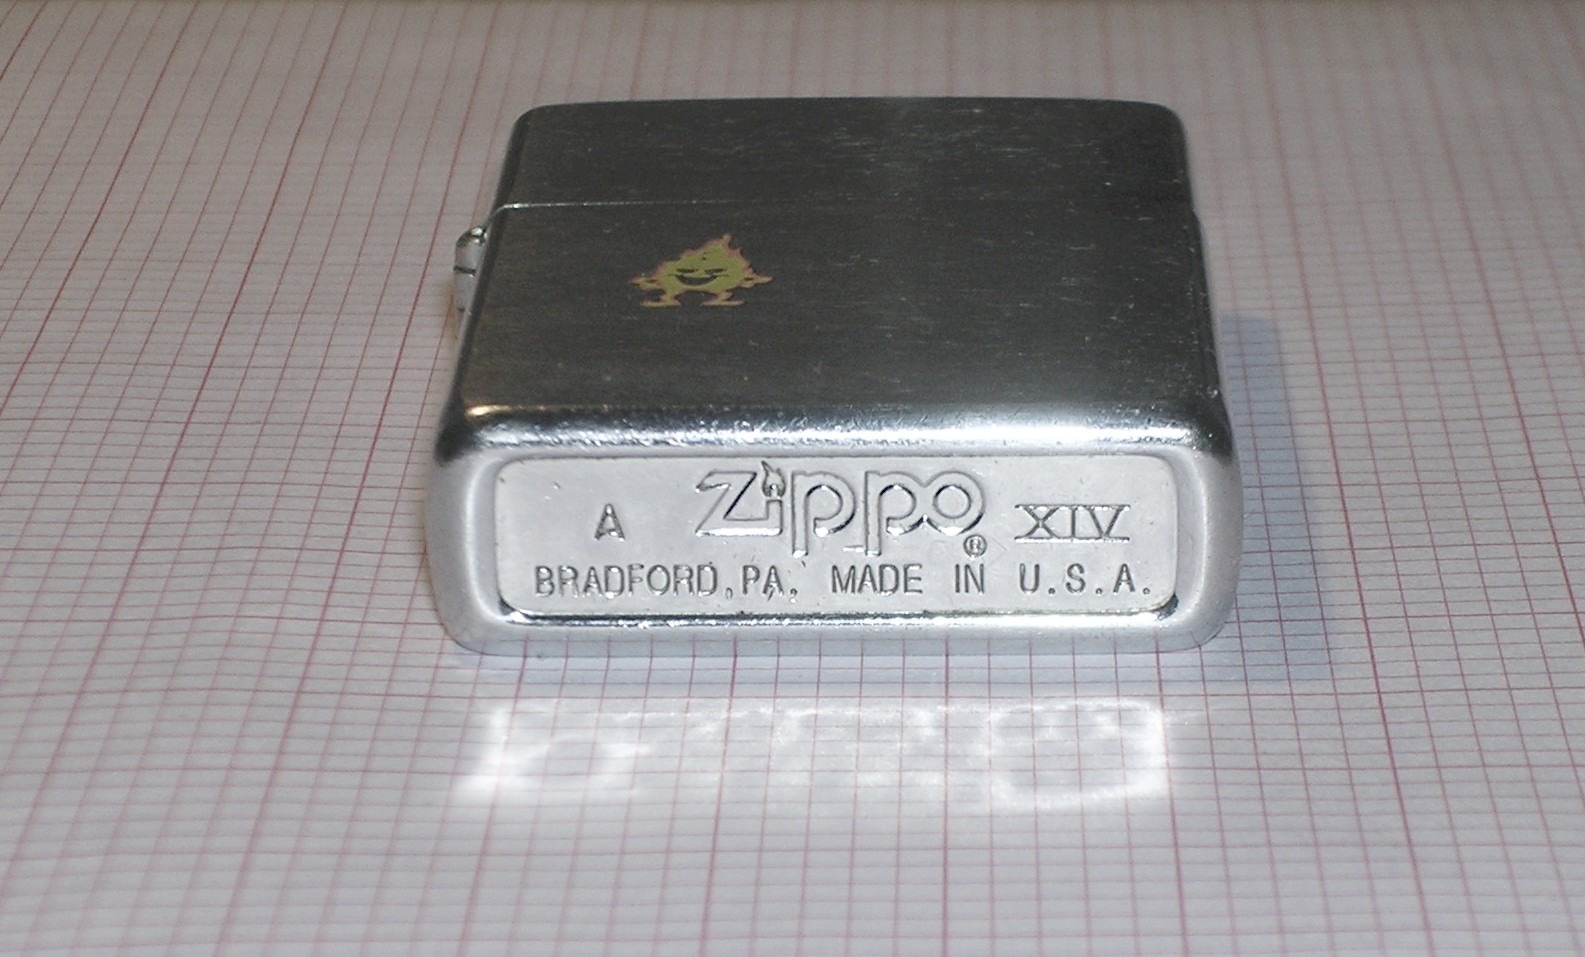 A Zippo ® XIV
BRADFORD, PA. MADE IN U.S.A.